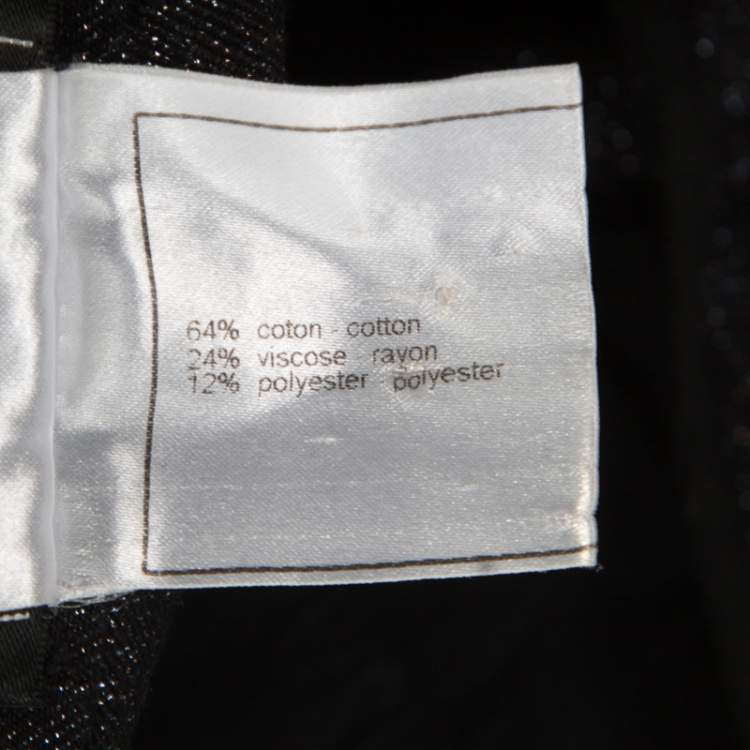 64% coton - cotton
24% viscose - rayon
12% polyester - polyester